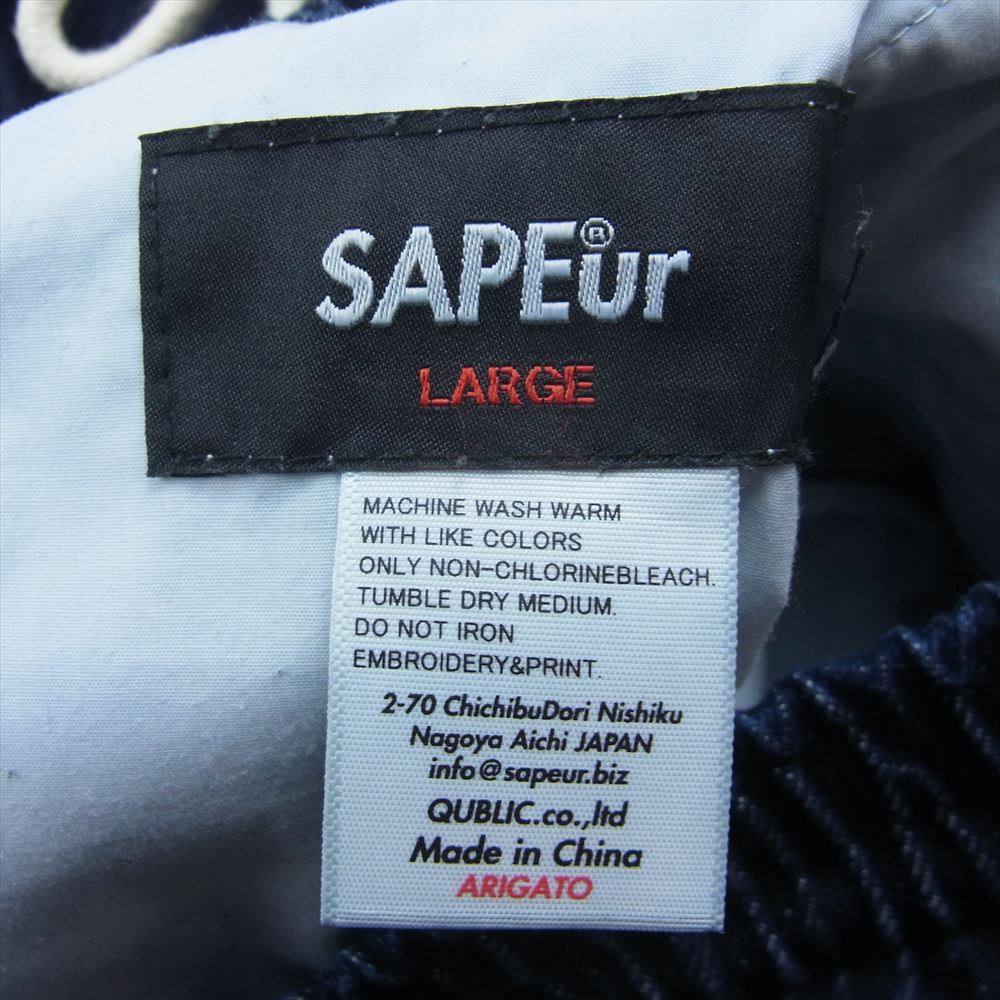 SAPEur®
LARGE
MACHINE WASH WARM
WITH LIKE COLORS
ONLY NON-CHLORINEBLEACH.
TUMBLE DRY MEDIUM.
DO NOT IRON
EMBROIDERY&PRINT.
2-70 ChichibuDori Nishiku
Nagoya Aichi JAPAN
info@sapeur.biz
QUBLIC.co.,ltd
Made in China
ARIGATO